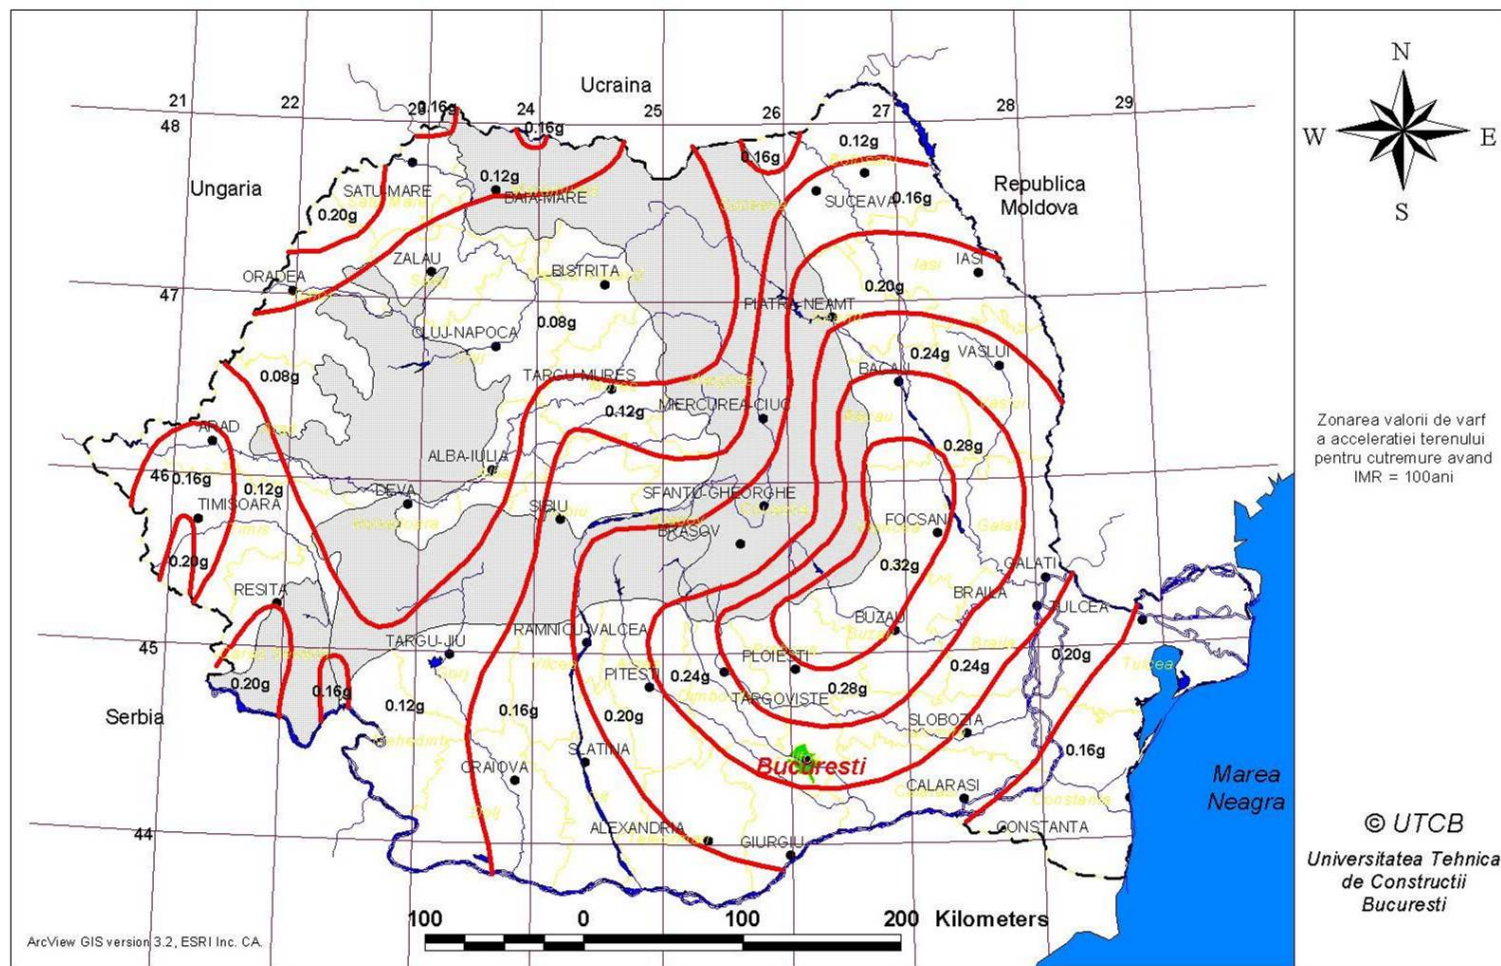 Ucraina
21
22
23
24
25
26
27
28
29
48
0.16g
0.16g
0.12g
0.16g
Ungaria
SATU-MARE
0.12g
BAIA-MARE
SUCEAVA
0.16g
Republica
Moldova
0.20g
ORADEA
ZALAU
BISTRITA
IASI
47
0.20g
PIATRA-NEAMT
CLUJ-NAPOCA
0.08g
0.24g
VASLUI
0.08g
TARGU-MURES
BACAU
0.12g
MIERCUREA-CIUC
ARAD
ALBA-IULIA
0.28g
46
0.16g
0.12g
DEVA
SFANTU-GHEORGHE
TIMISOARA
SIBIU
FOCSANI
BRASOV
0.20g
0.32g
GALATI
RESITA
BRAILA
TULCEA
BUZAU
RAMNICU-VALCEA
TARGU-JIU
45
PLOIESTI
0.20g
0.24g
0.24g
PITESTI
0.20g
0.16g
0.28g
TARGOVISTE
0.12g
0.16g
0.20g
SLOBOZIA
Serbia
0.16g
SLATINA
Bucuresti
CRAIOVA
CALARASI
Marea
Neagra
44
ALEXANDRIA
GIURGIU
CONSTANTA
100 0 100 200 Kilometers
ArcView GIS version 3.2, ESRI Inc. CA.
N
W E
S
Zonarea valorii de varf
a acceleratiei terenului
pentru cutremure avand
IMR = 100ani
© UTCB
Universitatea Tehnica
de Constructii
Bucuresti